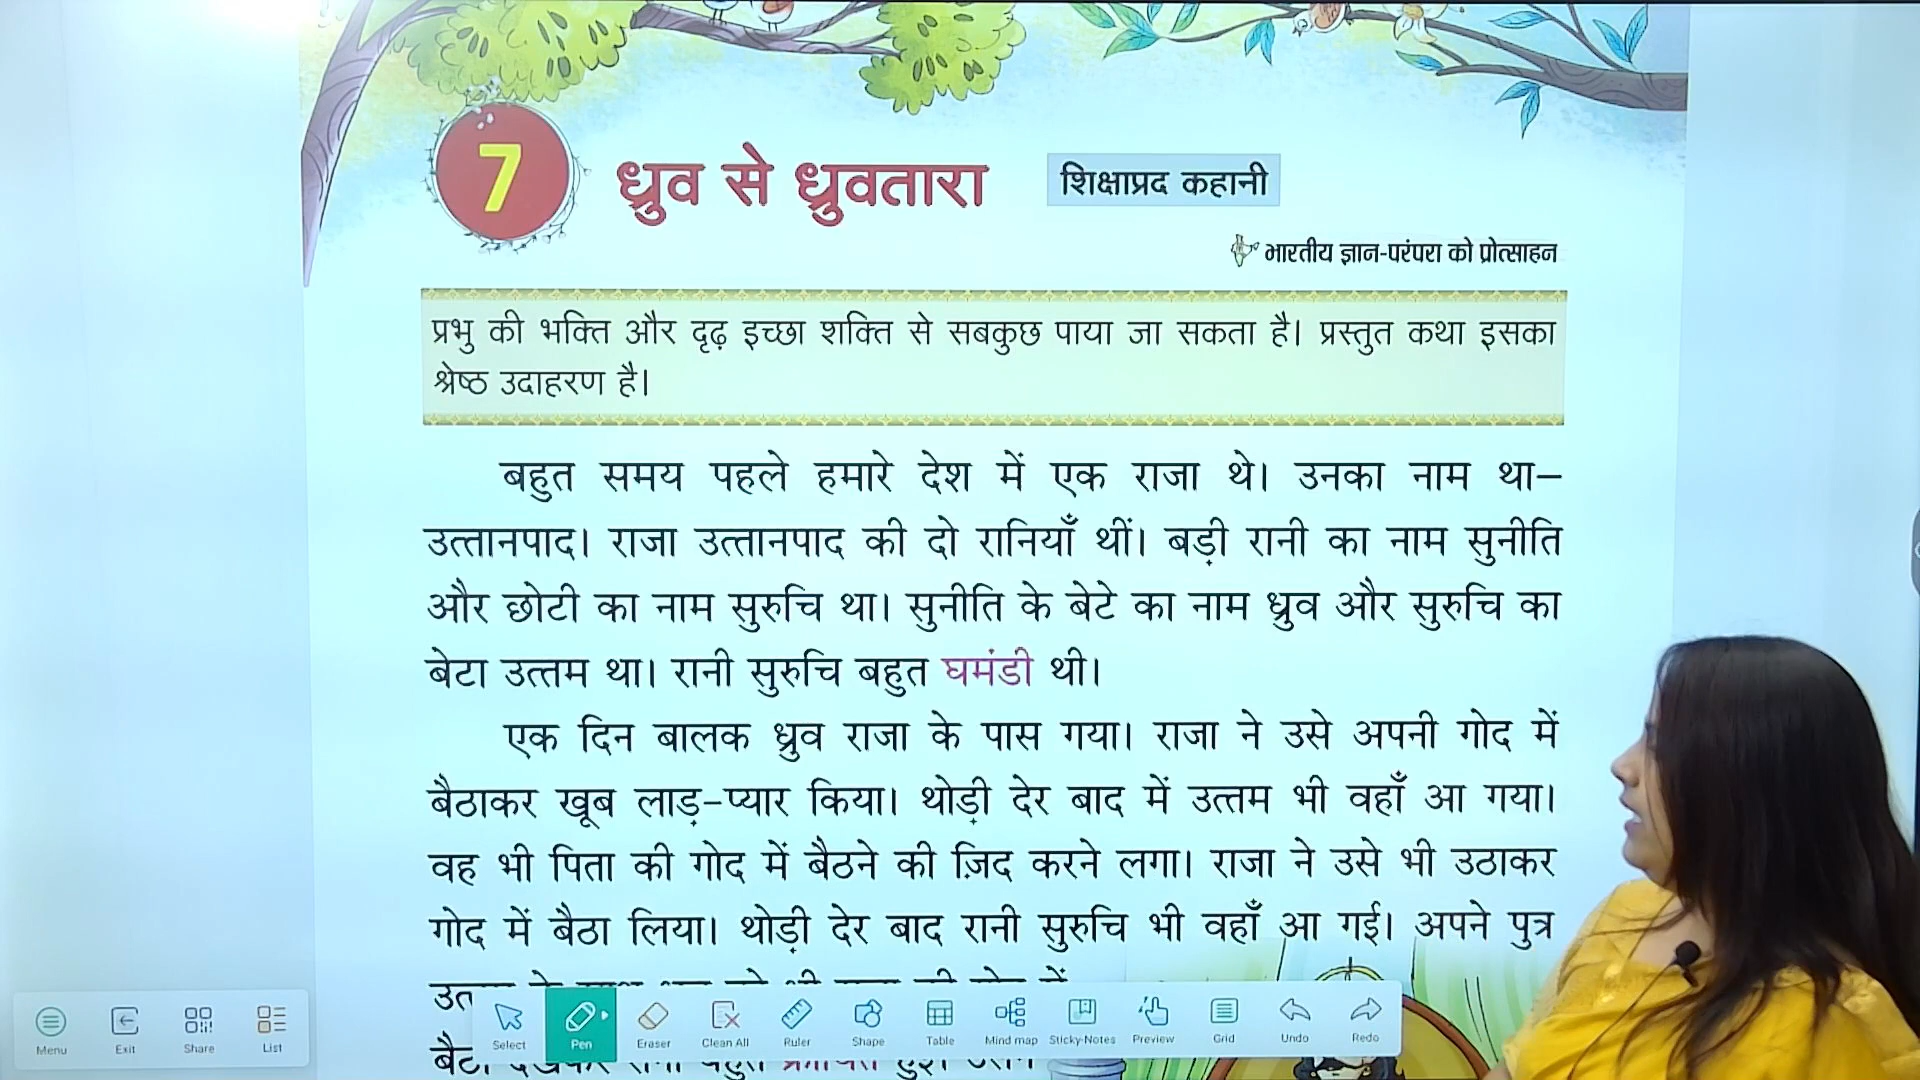 7 ध्रुव से ध्रुवतारा शिक्षाप्रद कहानी
भारतीय ज्ञान-परंपरा को प्रोत्साहन
प्रभु की भक्ति और दृढ़ इच्छा शक्ति से सबकुछ पाया जा सकता है। प्रस्तुत कथा इसका
श्रेष्ठ उदाहरण है।
बहुत समय पहले हमारे देश में एक राजा थे। उनका नाम था–
उत्तानपाद। राजा उत्तानपाद की दो रानियाँ थीं। बड़ी रानी का नाम सुनीति
और छोटी का नाम सुरुचि था। सुनीति के बेटे का नाम ध्रुव और सुरुचि का
बेटा उत्तम था। रानी सुरुचि बहुत घमंडी थी।
एक दिन बालक ध्रुव राजा के पास गया। राजा ने उसे अपनी गोद में
बैठाकर खूब लाड़-प्यार किया। थोड़ी देर बाद में उत्तम भी वहाँ आ गया।
वह भी पिता की गोद में बैठने की ज़िद करने लगा। राजा ने उसे भी उठाकर
गोद में बैठा लिया। थोड़ी देर बाद रानी सुरुचि भी वहाँ आ गई। अपने पुत्र
Menu Exit Share List Select Pen Eraser Clean All Ruler Shape Table Mind map Sticky-Notes Preview Grid Undo Redo